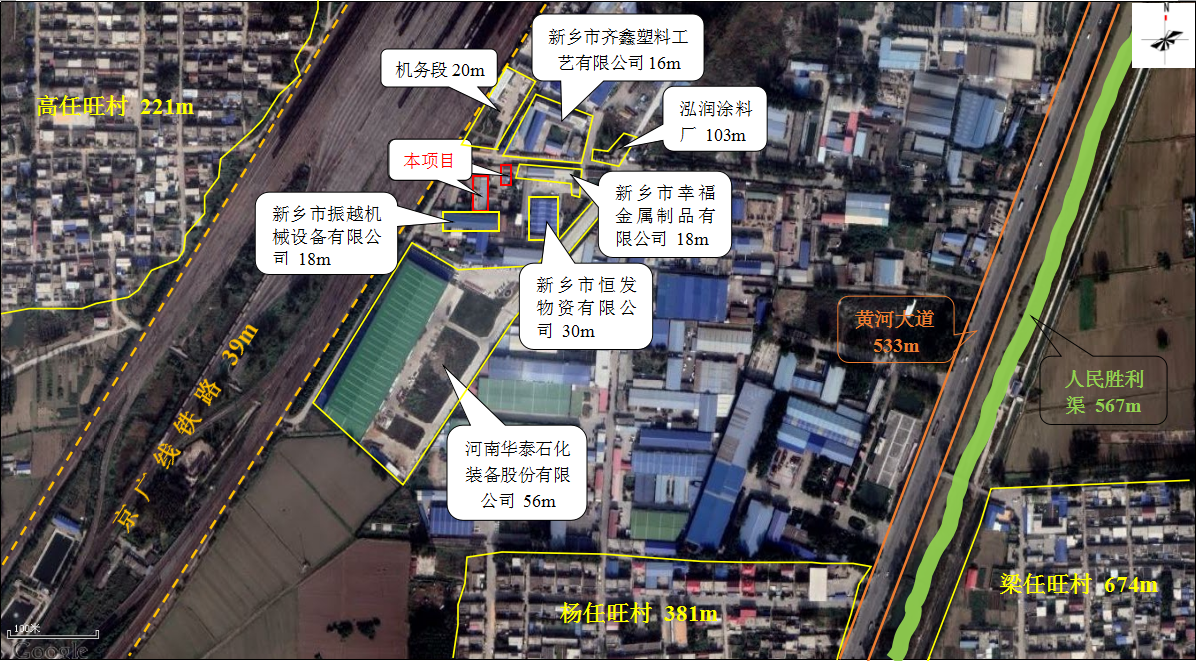 N
新乡市齐鑫塑料工
艺有限公司16m
机务段 20m
高任旺村 221m
泓润涂料
厂 103m
本项目
新乡市幸福
金属制品有
限公司 18m
新乡市振越机
械设备有限公
司 18m
新乡市恒发
物资有限公
司 30m
黄河大道
533m
京广线铁路 39m
人民胜利
渠 567m
河南华泰石化
装备股份有限
公司 56m
梁任旺村 674m
杨任旺村 381m
100米
Google